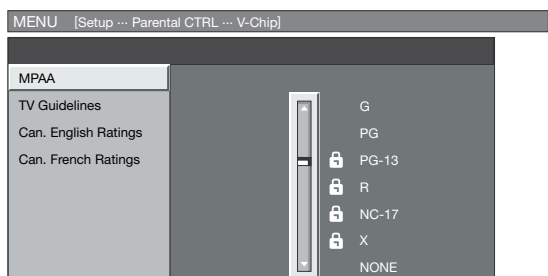 MENU [Setup ··· Parental CTRL ··· V-Chip]
MPAA
TV Guidelines
Can. English Ratings
Can. French Ratings
G
PG
PG-13
R
NC-17
X
NONE